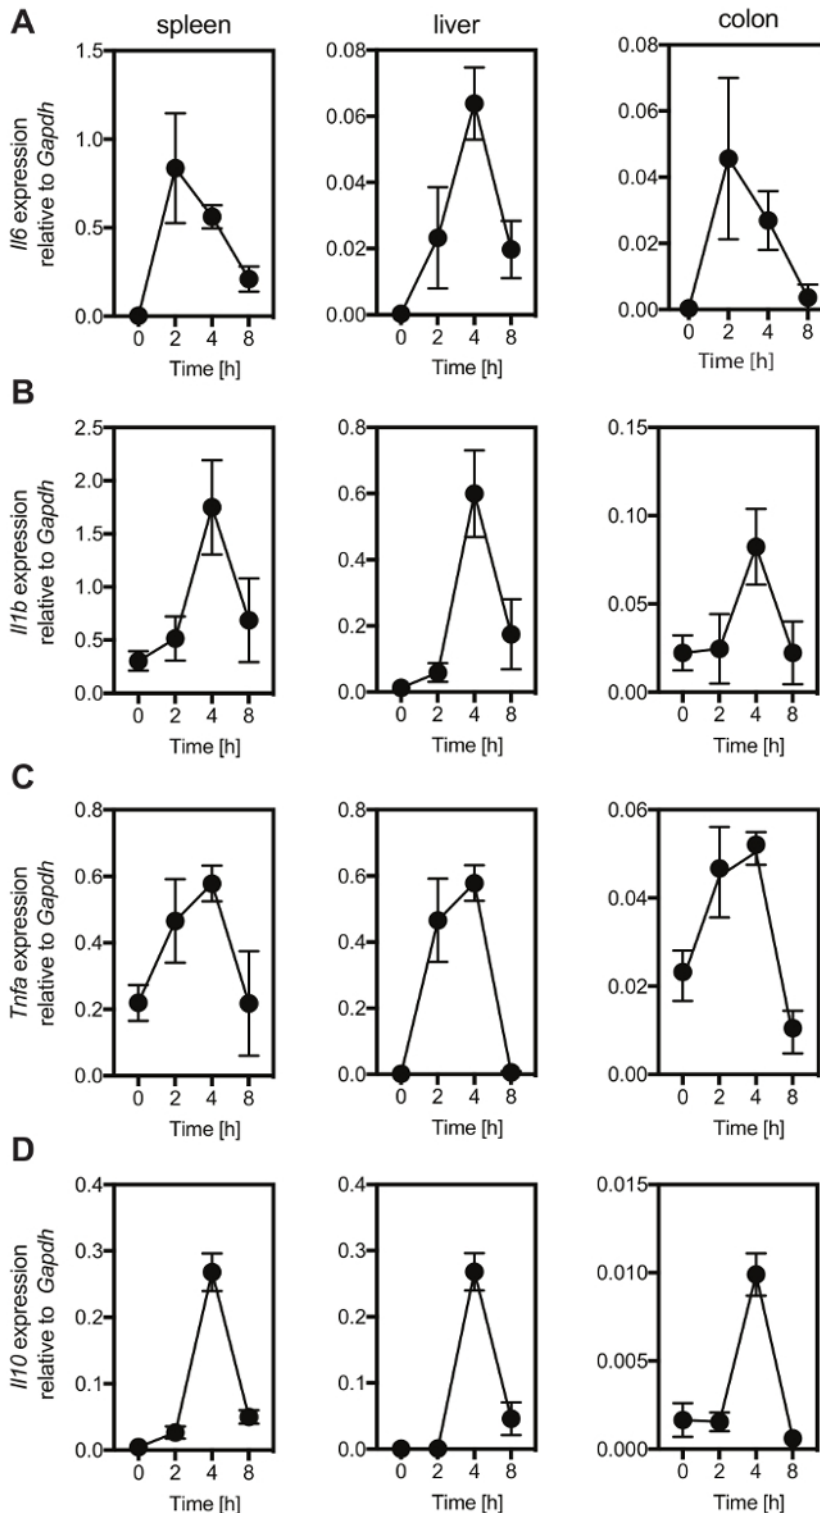 A
spleen
liver
colon
Il6 expression
relative to Gapdh
1.5
1.0
0.5
0.0
0 2 4 8
Time [h]
0.08
0.06
0.04
0.02
0.00
0 2 4 8
Time [h]
0.08
0.06
0.04
0.02
0.00
0 2 4 8
Time [h]
B
Il1b expression
relative to Gapdh
2.5
2.0
1.5
1.0
0.5
0.0
0 2 4 8
Time [h]
0.8
0.6
0.4
0.2
0.0
0 2 4 8
Time [h]
0.15
0.10
0.05
0.00
0 2 4 8
Time [h]
C
Tnfa expression
relative to Gapdh
0.8
0.6
0.4
0.2
0.0
0 2 4 8
Time [h]
0.8
0.6
0.4
0.2
0.0
0 2 4 8
Time [h]
0.06
0.04
0.02
0.00
0 2 4 8
Time [h]
D
Il10 expression
relative to Gapdh
0.4
0.3
0.2
0.1
0.0
0 2 4 8
Time [h]
0.4
0.3
0.2
0.1
0.0
0 2 4 8
Time [h]
0.015
0.010
0.005
0.000
0 2 4 8
Time [h]